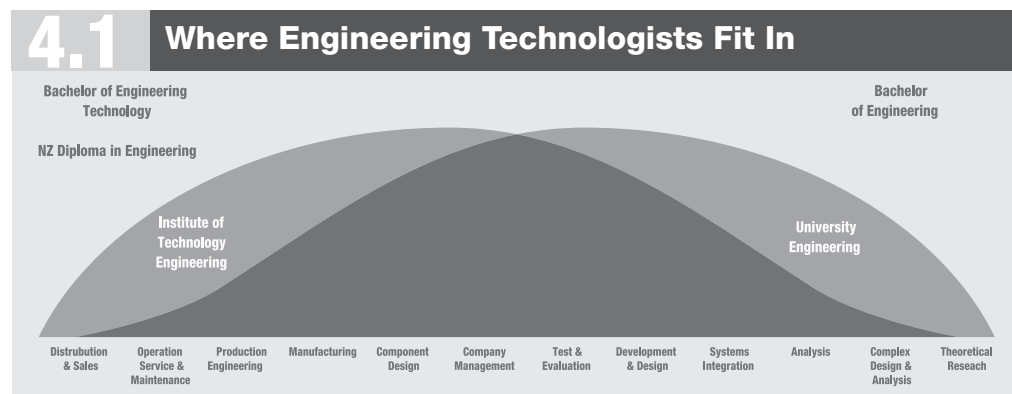 4.1 Where Engineering Technologists Fit In
Bachelor of Engineering
Technology
NZ Diploma in Engineering
Bachelor
of Engineering
Institute of
Technology
Engineering
University
Engineering
Distrubution
& Sales
Operation
Service &
Maintenance
Production
Engineering
Manufacturing
Component
Design
Company
Management
Test &
Evaluation
Development
& Design
Systems
Integration
Analysis
Complex
Design &
Analysis
Theoretical
Reseach